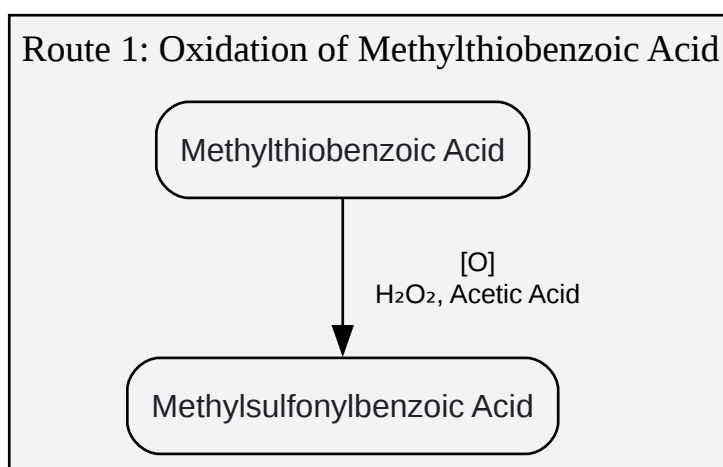 Route 1: Oxidation of Methylthiobenzoic Acid
Methylthiobenzoic Acid
[O]
H₂O₂, Acetic Acid
Methylsulfonylbenzoic Acid